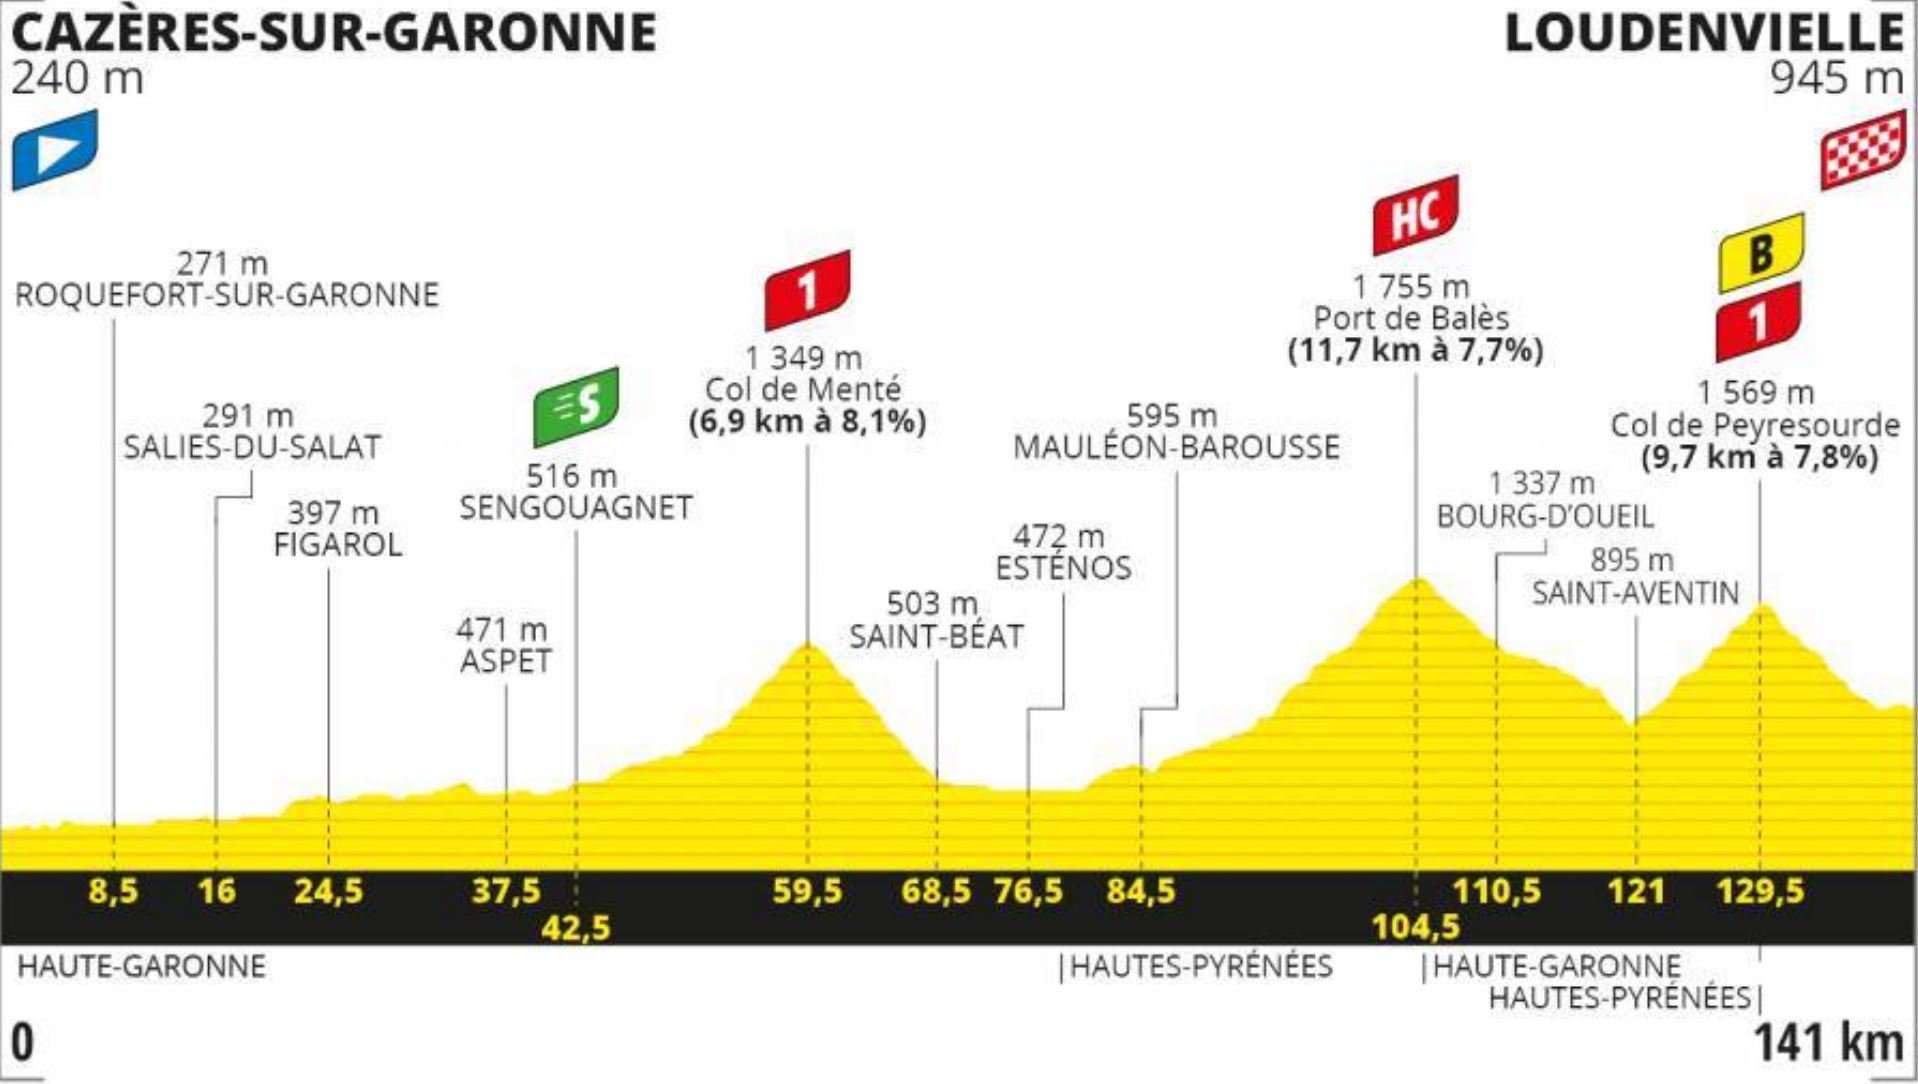 CAZÈRES-SUR-GARONNE
240 m
LOUDENVIELLE
945 m
271 m
ROQUEFORT-SUR-GARONNE
291 m
SALIES-DU-SALAT
397 m
FIGAROL
471 m
ASPET
S
516 m
SENGOUAGNET
1
1 349 m
Col de Menté
(6,9 km à 8,1%)
503 m
SAINT-BÉAT
472 m
ESTÉNOS
595 m
MAULÉON-BAROUSSE
HC
1 755 m
Port de Balès
(11,7 km à 7,7%)
1 337 m
BOURG-D'OUEIL
895 m
SAINT-AVENTIN
B
1
1 569 m
Col de Peyresourde
(9,7 km à 7,8%)
8,5 16 24,5 37,5 59,5 68,5 76,5 84,5 110,5 121 129,5
42,5 104,5
HAUTE-GARONNE |HAUTES-PYRÉNÉES |HAUTE-GARONNE
HAUTES-PYRÉNÉES|
0 141 km